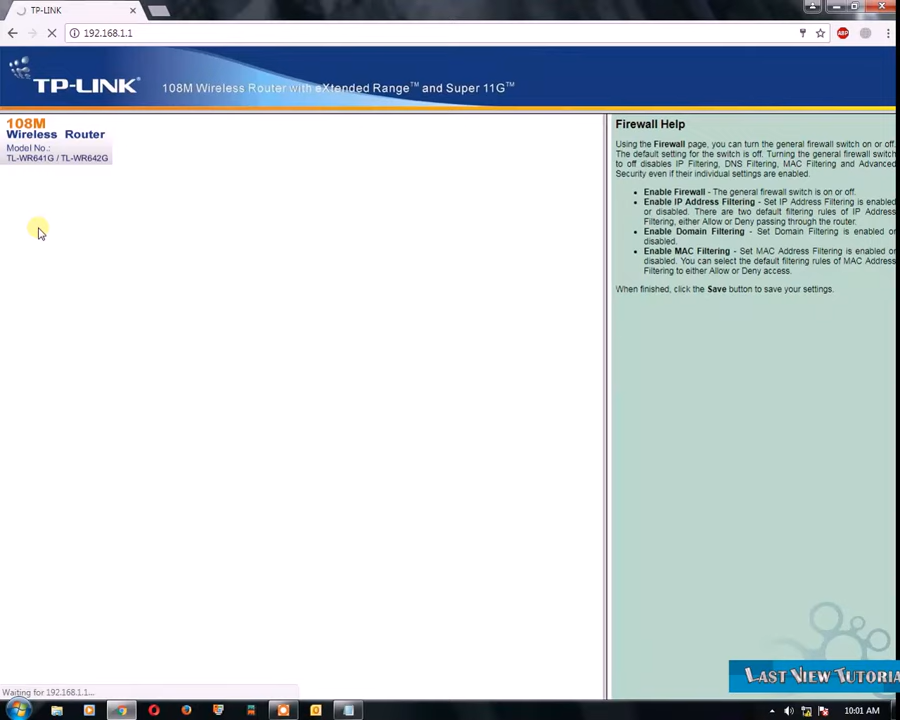 TP-LINK
192.168.1.1
ABP
TP-LINK®
108M Wireless Router with eXtended Range™ and Super 11G™
108M
Wireless Router
Model No.:
TL-WR641G / TL-WR642G
Firewall Help
Using the Firewall page, you can turn the general firewall switch on or off.
The default setting for the switch is off. Turning the general firewall switch
to off disables IP Filtering, DNS Filtering, MAC Filtering and Advanced
Security even if their individual settings are enabled.
• Enable Firewall - The general firewall switch is on or off.
• Enable IP Address Filtering - Set IP Address Filtering is enabled
or disabled. There are two default filtering rules of IP Address
Filtering, either Allow or Deny passing through the router.
• Enable Domain Filtering - Set Domain Filtering is enabled or
disabled.
• Enable MAC Filtering - Set MAC Address Filtering is enabled or
disabled. You can select the default filtering rules of MAC Address
Filtering to either Allow or Deny access.
When finished, click the Save button to save your settings.
LAST VIEW TUTORIA
Waiting for 192.168.1.1...
10:01 AM